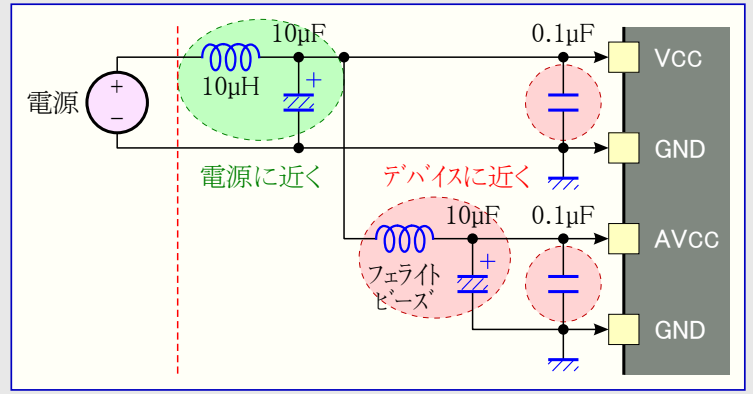 10µF
0.1µF
VCC
10µH
電源
+
+
−
GND
電源に近く
デバイスに近く
10µF
0.1µF
AVCC
+
フェライト
ビーズ
GND